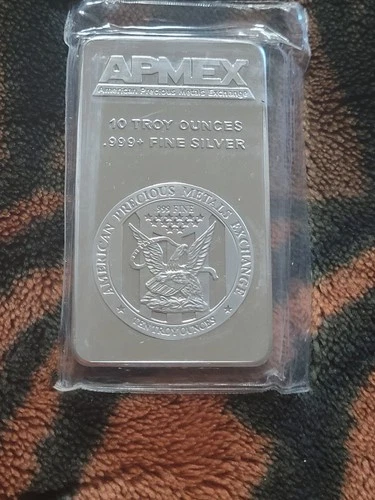 APMEX
American Precious Metals Exchange
10 TROY OUNCES
.999+ FINE SILVER
AMERICAN PRECIOUS METALS EXCHANGE
.999 FINE
TEN TROY OUNCES